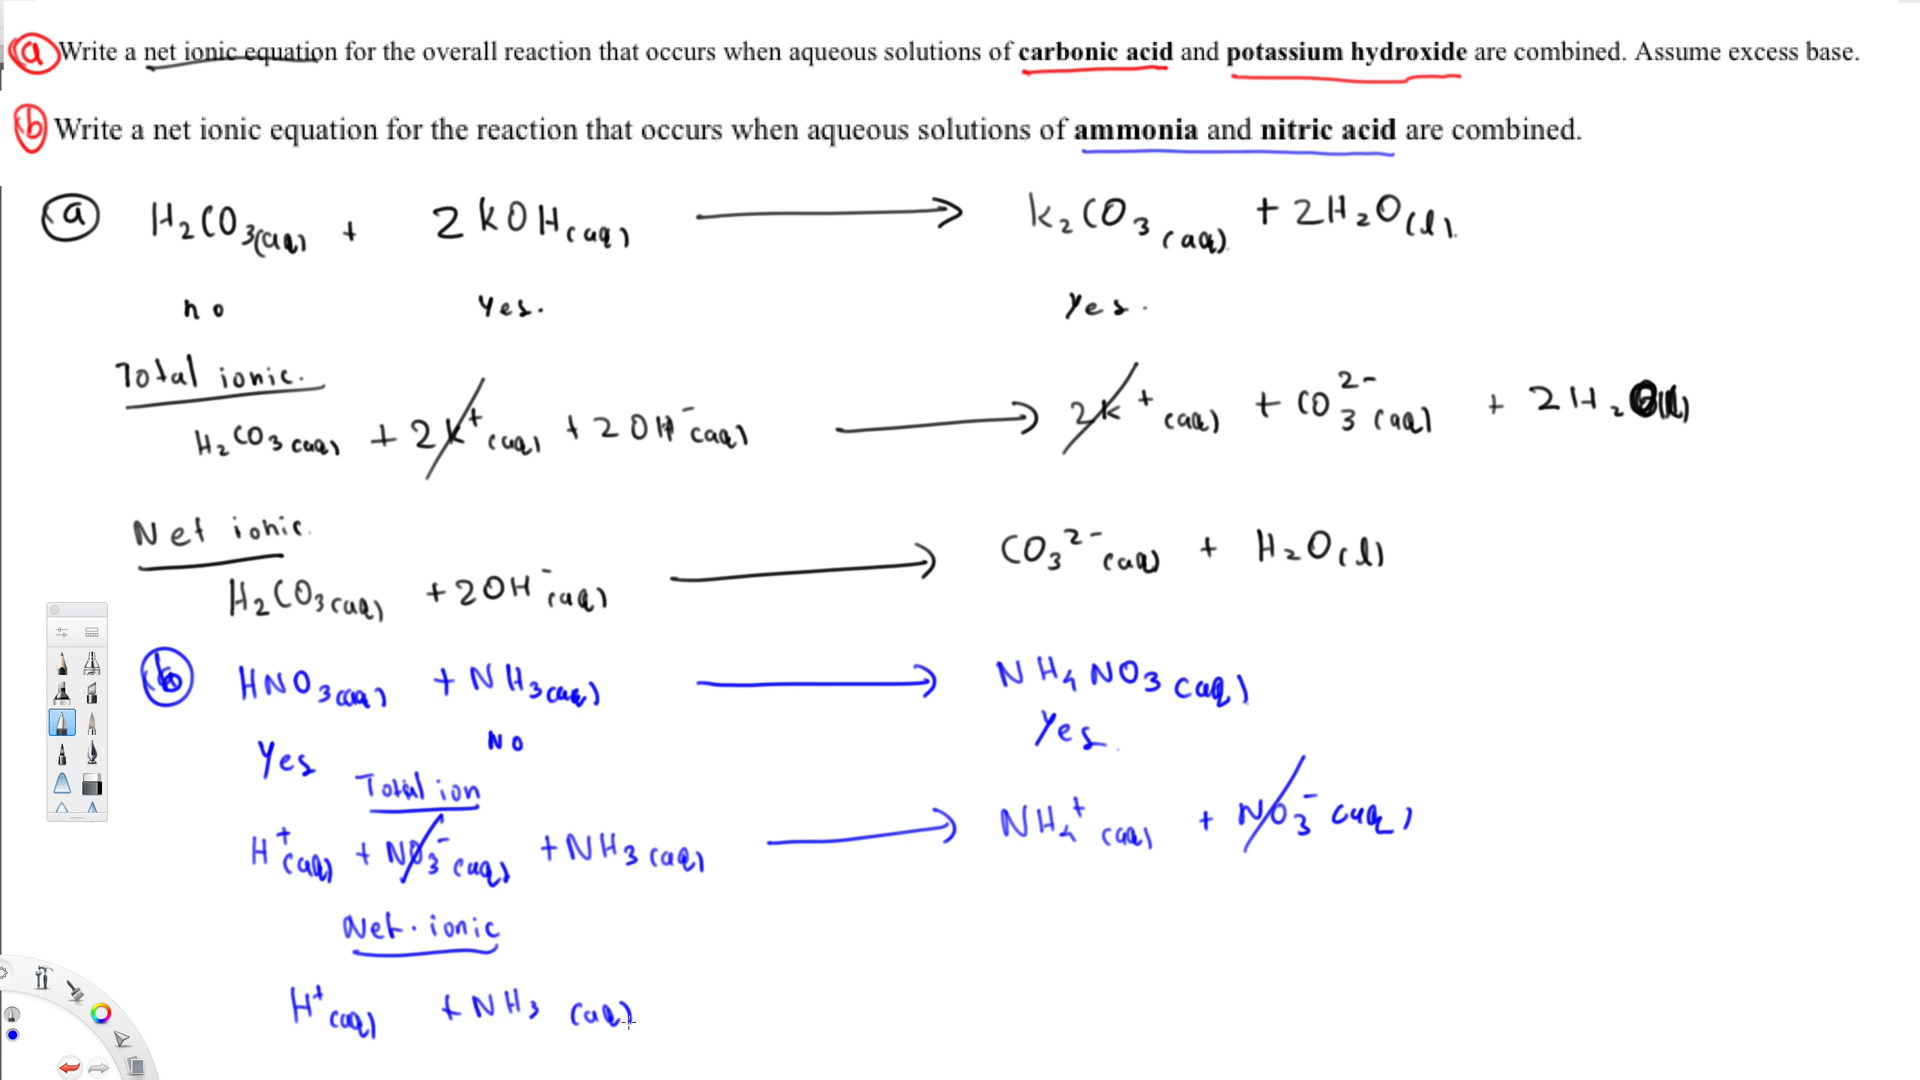 a Write a net ionic equation for the overall reaction that occurs when aqueous solutions of carbonic acid and potassium hydroxide are combined. Assume excess base.
b Write a net ionic equation for the reaction that occurs when aqueous solutions of ammonia and nitric acid are combined.
a H₂CO₃(aq) + 2KOH(aq) ⟶ K₂CO₃(aq) + 2H₂O(l)
no Yes. Yes.
Total ionic.
H₂CO₃(aq) + 2K⁺(aq) + 2OH⁻(aq) ⟶ 2K⁺(aq) + CO₃²⁻(aq) + 2H₂O(l)
Net ionic.
H₂CO₃(aq) + 2OH⁻(aq) ⟶ CO₃²⁻(aq) + H₂O(l)
b HNO₃(aq) + NH₃(aq) ⟶ NH₄NO₃(aq)
Yes NO Yes.
Total ion
H⁺(aq) + NO₃⁻(aq) + NH₃(aq) ⟶ NH₄⁺(aq) + NO₃⁻(aq)
Net. ionic
H⁺(aq) + NH₃(aq)